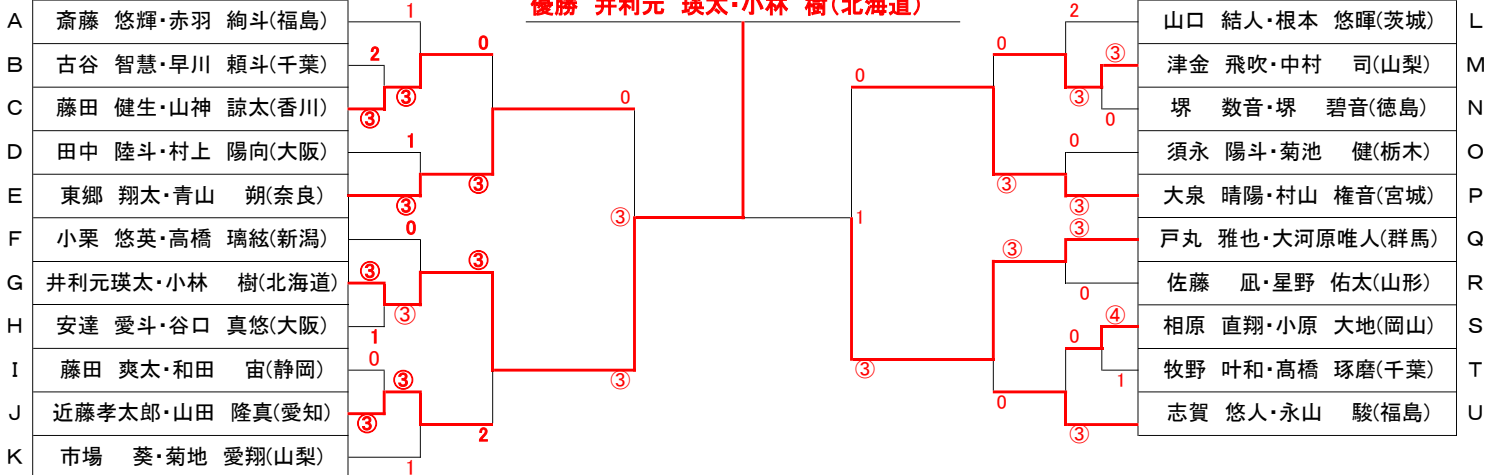 優勝 井利元 瑛太・小林 樹(北海道)
A 斎藤 悠輝・赤羽 絢斗(福島) 1
B 古谷 智慧・早川 頼斗(千葉) 2
C 藤田 健生・山神 諒太(香川) ③
D 田中 陸斗・村上 陽向(大阪) 1
E 東郷 翔太・青山 朔(奈良) ③
F 小栗 悠英・高橋 璃絃(新潟) 0
G 井利元瑛太・小林 樹(北海道) ③
H 安達 愛斗・谷口 真悠(大阪) 1
I 藤田 爽太・和田 宙(静岡) 0
J 近藤孝太郎・山田 隆真(愛知) ③
K 市場 葵・菊地 愛翔(山梨) 1
③
③
③
0
③
③
2
0
③
③
2 山口 結人・根本 悠暉(茨城) L
③ 津金 飛吹・中村 司(山梨) M
0 堺 数音・堺 碧音(徳島) N
0 須永 陽斗・菊池 健(栃木) O
③ 大泉 晴陽・村山 権音(宮城) P
③ 戸丸 雅也・大河原唯人(群馬) Q
0 佐藤 凪・星野 佑太(山形) R
④ 相原 直翔・小原 大地(岡山) S
1 牧野 叶和・髙橋 琢磨(千葉) T
③ 志賀 悠人・永山 駿(福島) U
③
0
0
③
③
0
0
③
1